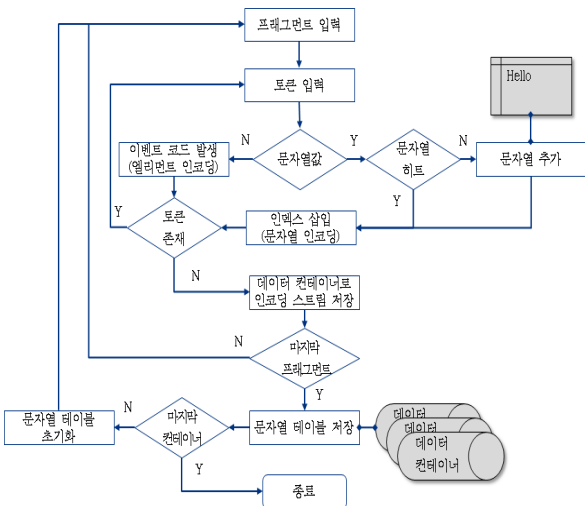 프래그먼트 입력
토큰 입력
Hello
N
Y
N
이벤트 코드 발생
(엘리먼트 인코딩)
문자열값
문자열
히트
문자열 추가
Y
Y
토큰
존재
인덱스 삽입
(문자열 인코딩)
N
데이터 컨테이너로
인코딩 스트림 저장
N
마지막
프래그먼트
Y
문자열 테이블
초기화
N
마지막
컨테이너
문자열 테이블 저장
데이터
데이터
데이터
컨테이너
Y
종료